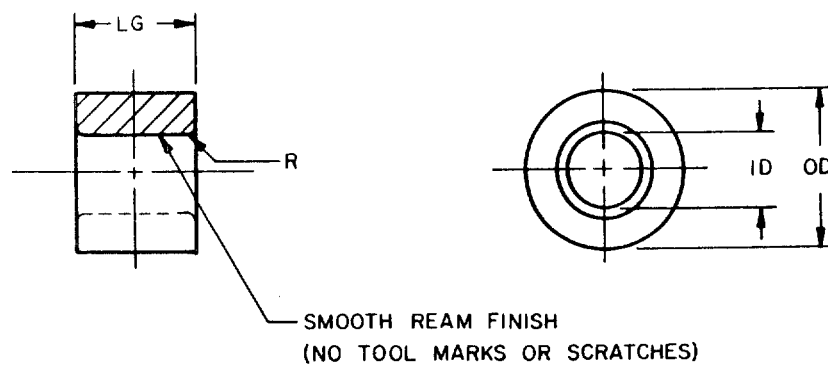 LG
R
ID OD
SMOOTH REAM FINISH
(NO TOOL MARKS OR SCRATCHES)